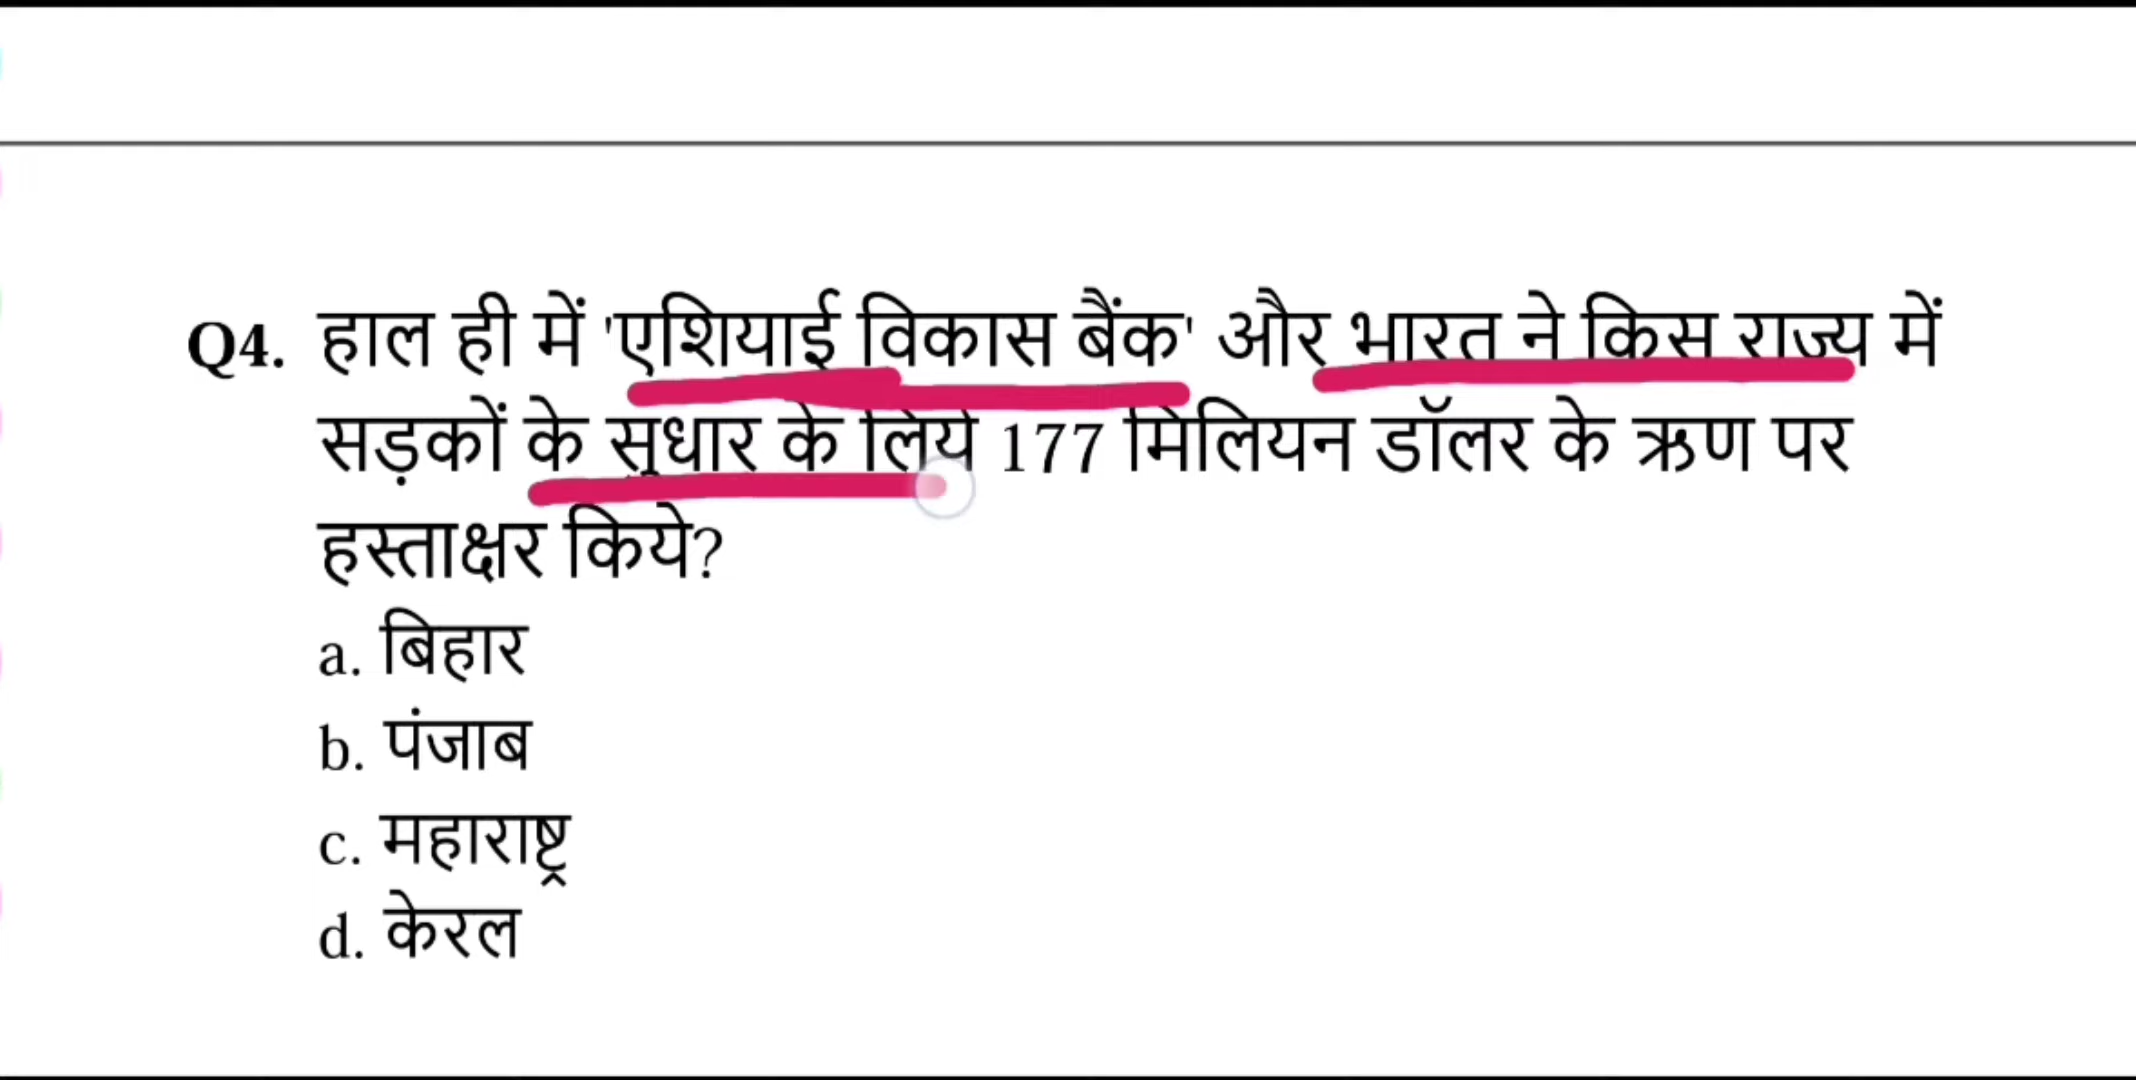 Q4. हाल ही में 'एशियाई विकास बैंक' और भारत ने किस राज्य में
सड़कों के सुधार के लिये 177 मिलियन डॉलर के ऋण पर
हस्ताक्षर किये?
a. बिहार
b. पंजाब
c. महाराष्ट्र
d. केरल